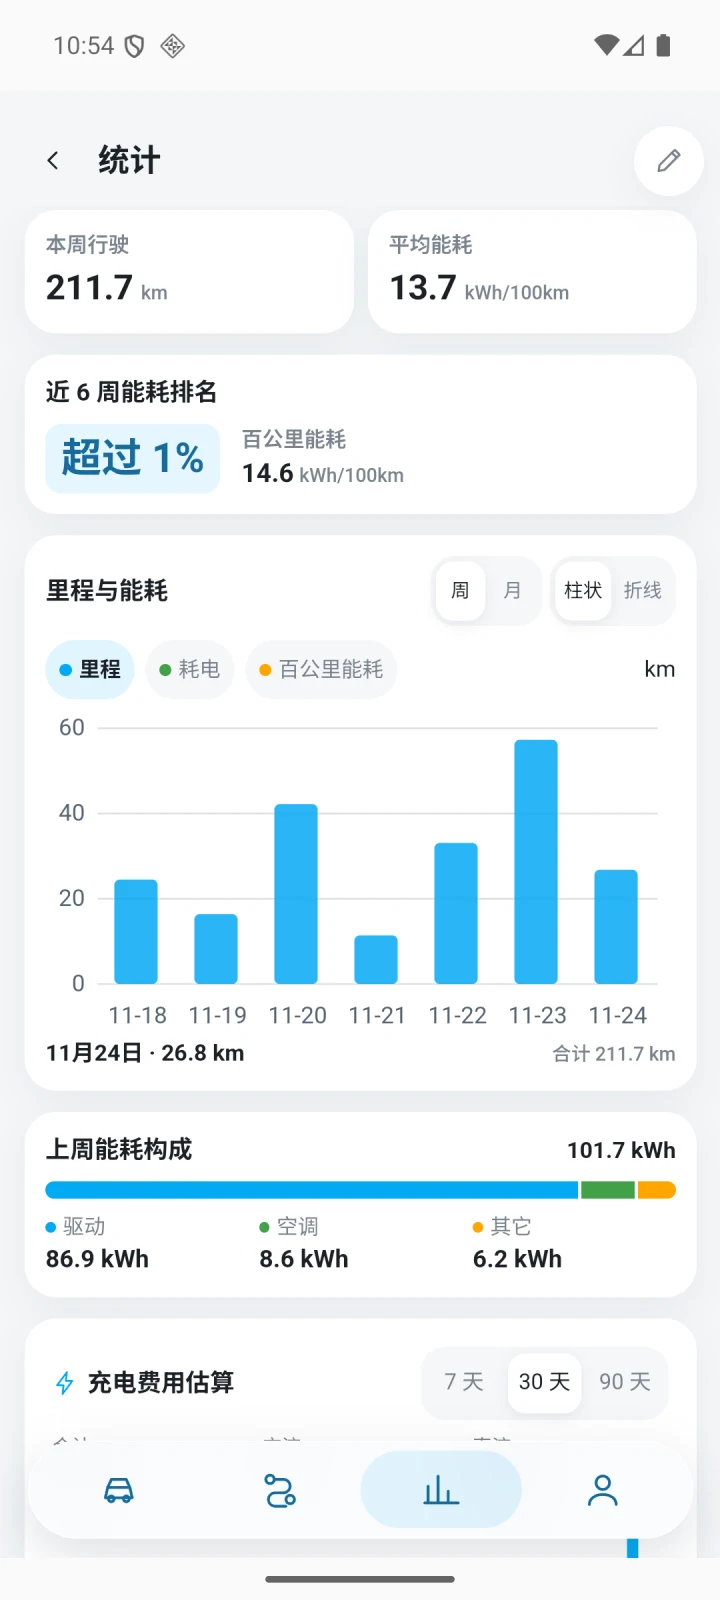 10:54
统计
本周行驶
211.7 km
平均能耗
13.7 kWh/100km
近 6 周能耗排名
超过 1%
百公里能耗
14.6 kWh/100km
里程与能耗
周 月 柱状 折线
里程 耗电 百公里能耗 km
60
40
20
0
11-18 11-19 11-20 11-21 11-22 11-23 11-24
11月24日 · 26.8 km 合计 211.7 km
上周能耗构成 101.7 kWh
驱动 空调 其它
86.9 kWh 8.6 kWh 6.2 kWh
充电费用估算 7 天 30 天 90 天